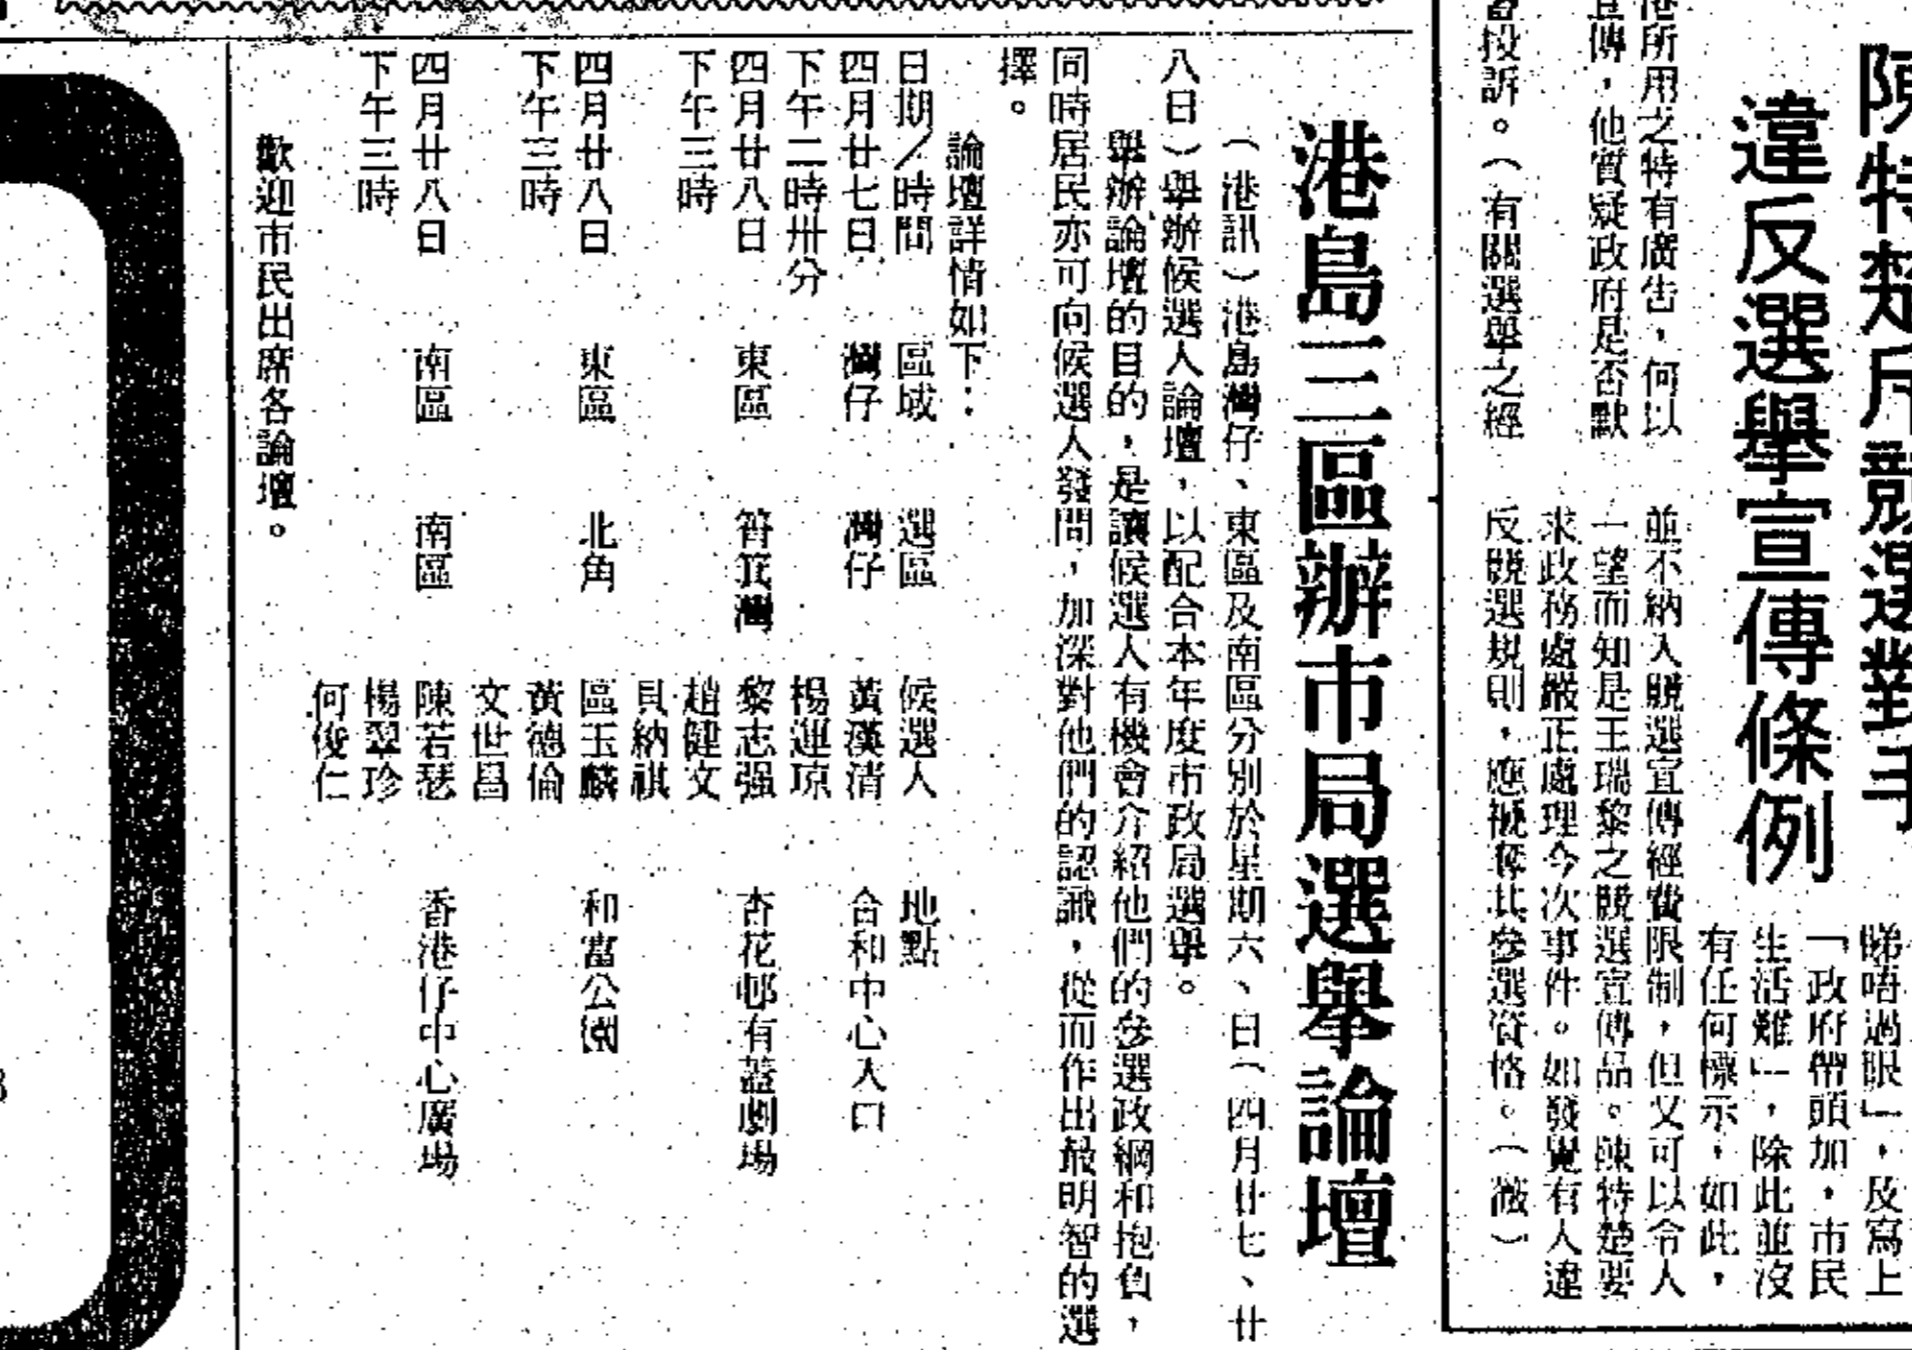 違反選舉宣傳條例
港所用之特有廣告，何以
宣傳，他質疑政府是否默
投訴。（有關選舉之經
睇唔過眼」，及寫上
「政府帶頭加，市民
生活難」，除此並沒
有任何標示，如此，
並不納入競選宣傳經費限制，但又可以令人
一望而知是王瑞黎之競選宣傳品。陳特楚要
求政務處嚴正處理今次事件。如發覺有人違
反競選規則，應褫奪其參選資格。（薇）
港島三區辦市局選舉論壇
（港訊）港島灣仔、東區及南區分別於星期六、日（四月廿七、廿
八日）舉辦候選人論壇，以配合本年度市政局選舉。
舉辦論壇的目的，是讓候選人有機會介紹他們的參選政綱和抱負，
同時居民亦可向候選人發問，加深對他們的認識，從而作出最明智的選
擇。
論壇詳情如下：
日期／時間 區域 選區 候選人 地點
四月廿七日 灣仔 灣仔 黃漢清 合和中心入口
下午二時卅分 楊運琼
四月廿八日 東區 筲箕灣 黎志强 杏花邨有蓋劇場
下午三時 趙健文
貝納祺
四月廿八日 東區 北角 區玉麟 和富公園
下午三時 黃德倫
文世昌
四月廿八日 南區 南區 陳若瑟 香港仔中心廣場
下午三時 楊翠珍
何俊仁
歡迎市民出席各論壇。